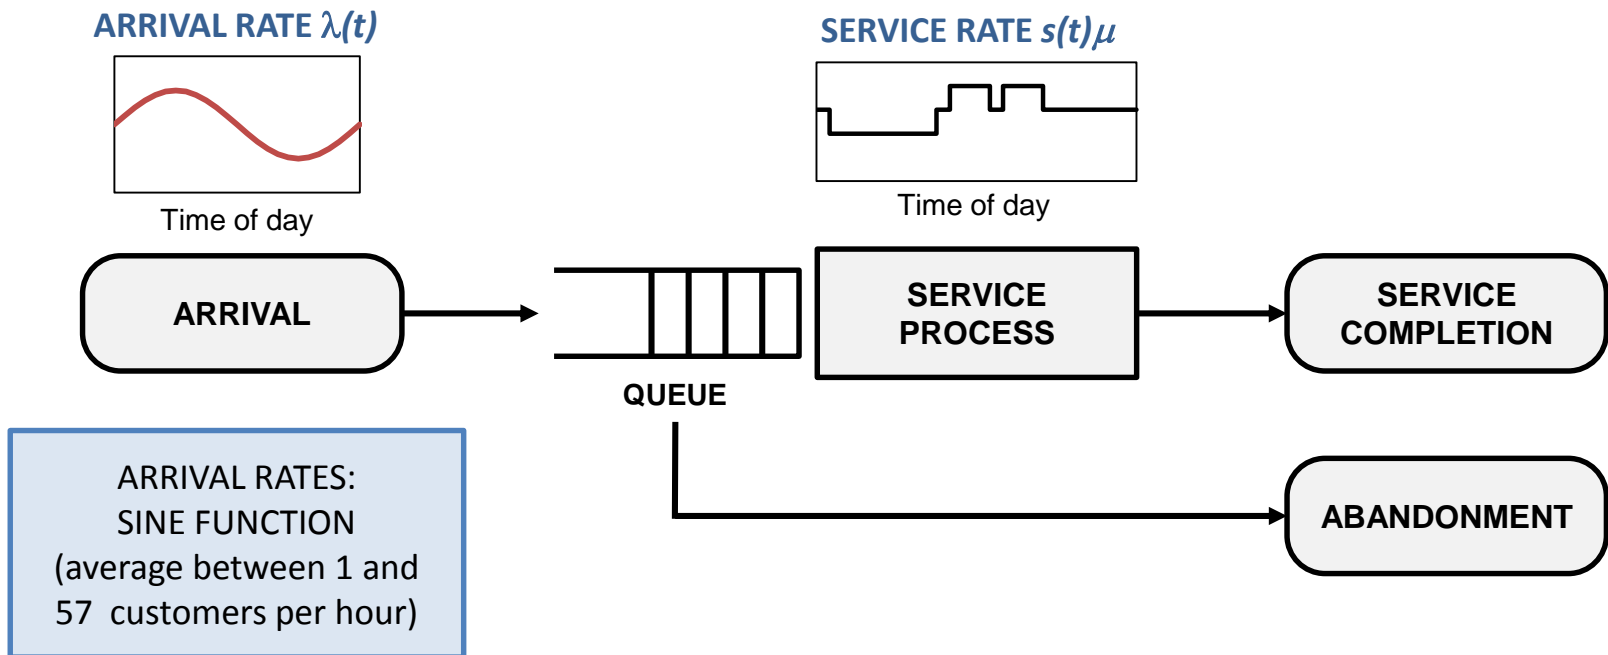 ARRIVAL RATE λ(t)
SERVICE RATE s(t)μ
Time of day
Time of day
ARRIVAL
SERVICE
PROCESS
SERVICE
COMPLETION
QUEUE
ARRIVAL RATES:
SINE FUNCTION
(average between 1 and
57 customers per hour)
ABANDONMENT